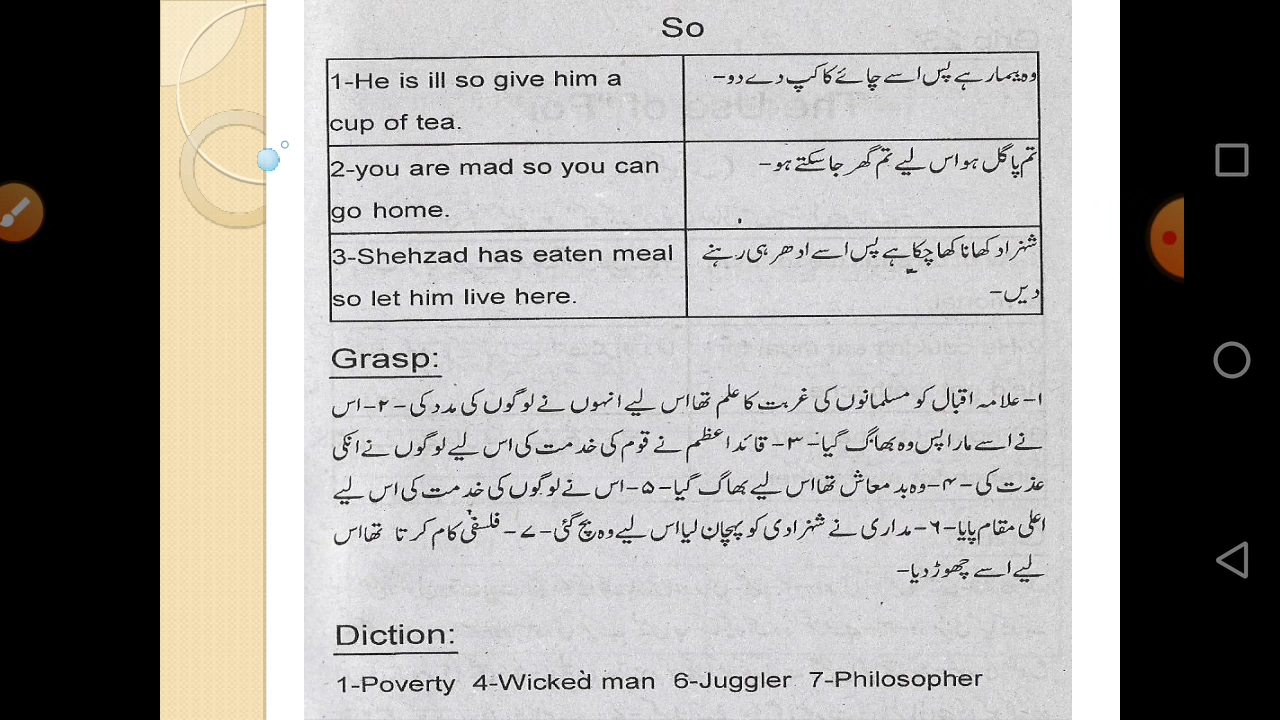 So
1-He is ill so give him a
cup of tea.
وہ بیمار ہے پس اسے چائے کا کپ دے دو-
2-you are mad so you can
go home.
تم پاگل ہو اس لیے تم گھر جا سکتے ہو-
3-Shehzad has eaten meal
so let him live here.
شہزاد کھانا کھا چکا ہے پس اسے ادھر ہی رہنے
دیں-
Grasp:
۱-علامہ اقبال کو مسلمانوں کی غربت کا علم تھا اس لیے انہوں نے لوگوں کی مدد کی-۲-اس
نے اسے مارا پس وہ بھاگ گیا-۳-قائد اعظم نے قوم کی خدمت کی اس لیے لوگوں نے انکی
عذت کی-۴-وہ بد معاش تھا اس لیے بھاگ گیا-۵-اس نے لوگوں کی خدمت کی اس لیے
اعلی مقام پایا-۶-مداری نے شہزادی کو پہچان لیا اس لیے وہ بچ گئی-۷-فلسفی کام کرتا تھا اس
لیے اسے چھوڑ دیا-
Diction:
1-Poverty 4-Wicked man 6-Juggler 7-Philosopher